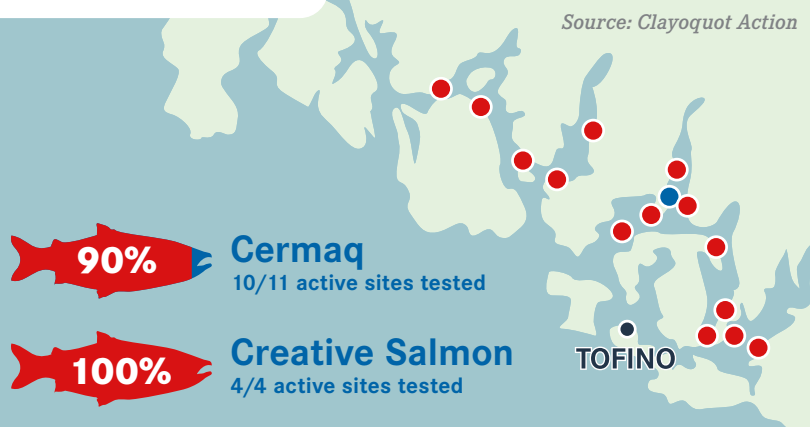 Source: Clayoquot Action
90%
Cermaq
10/11 active sites tested
100%
Creative Salmon
4/4 active sites tested
TOFINO